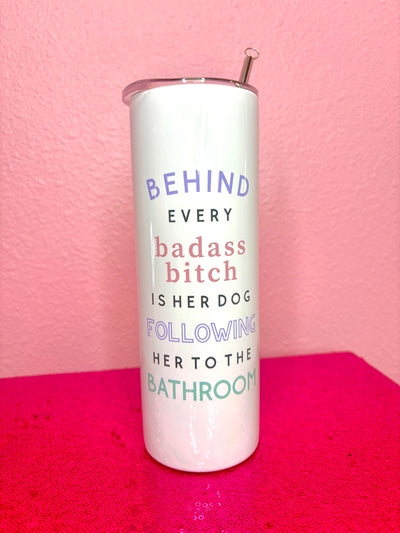 BEHIND
EVERY
badass
bitch
IS HER DOG
FOLLOWING
HER TO THE
BATHROOM